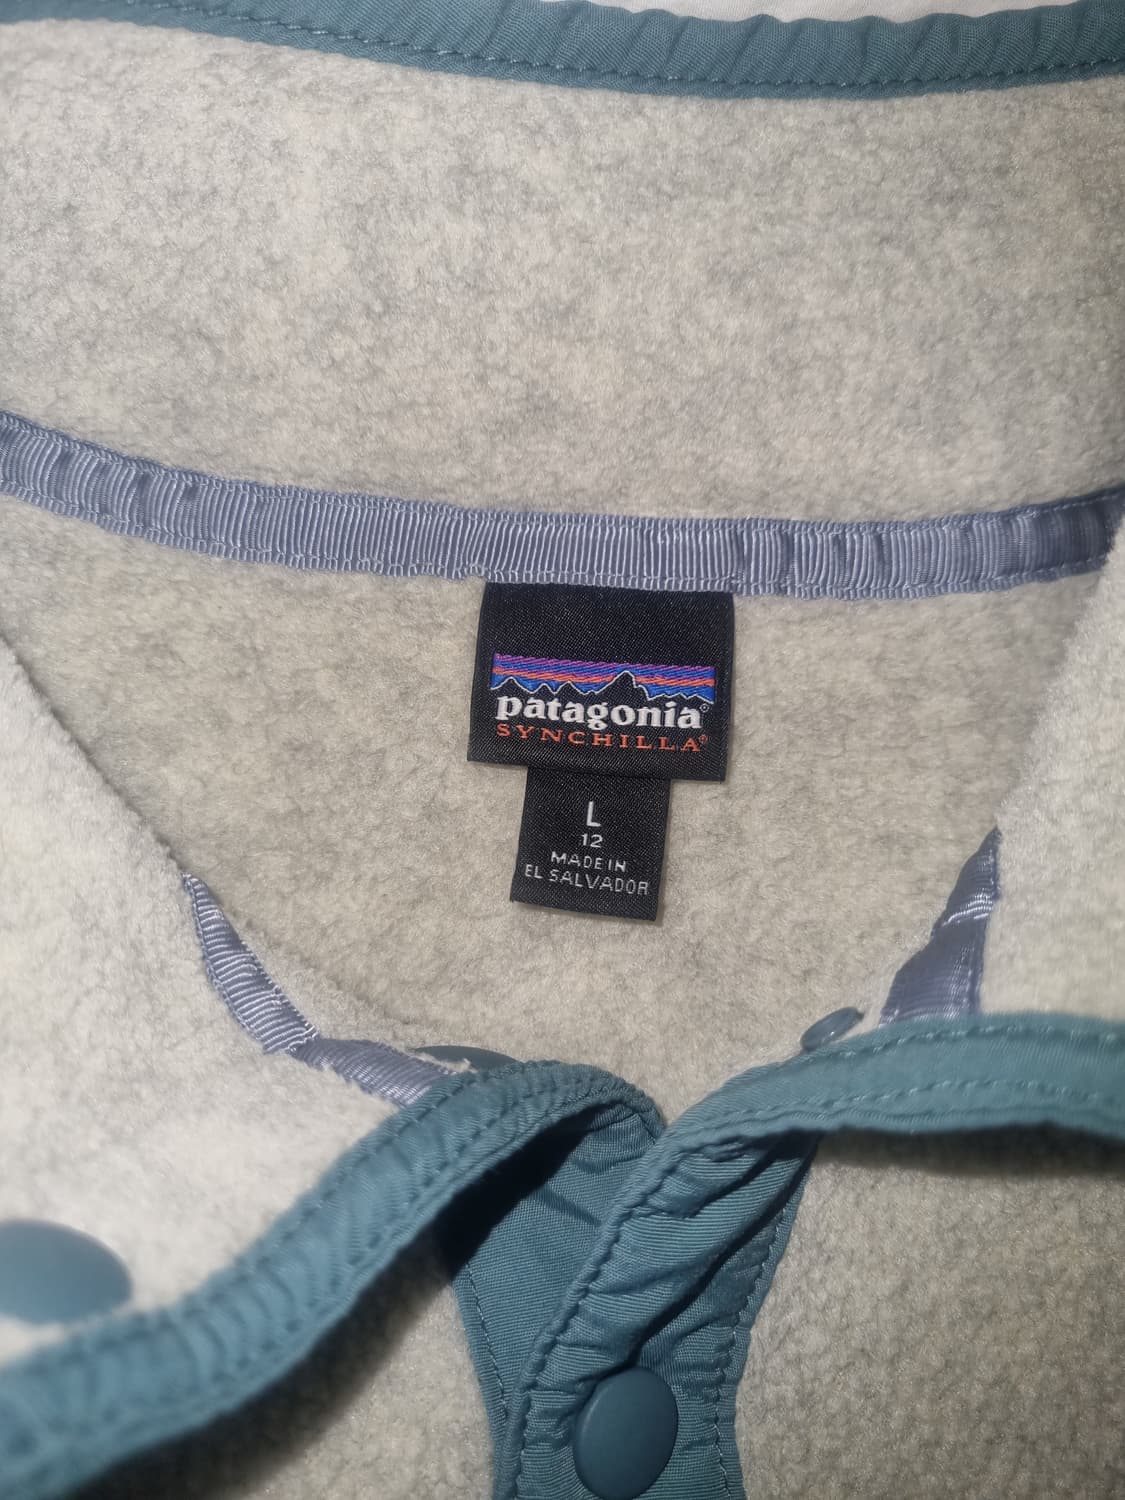 patagonia®
SYNCHILLA®
L
12
MADE IN
EL SALVADOR